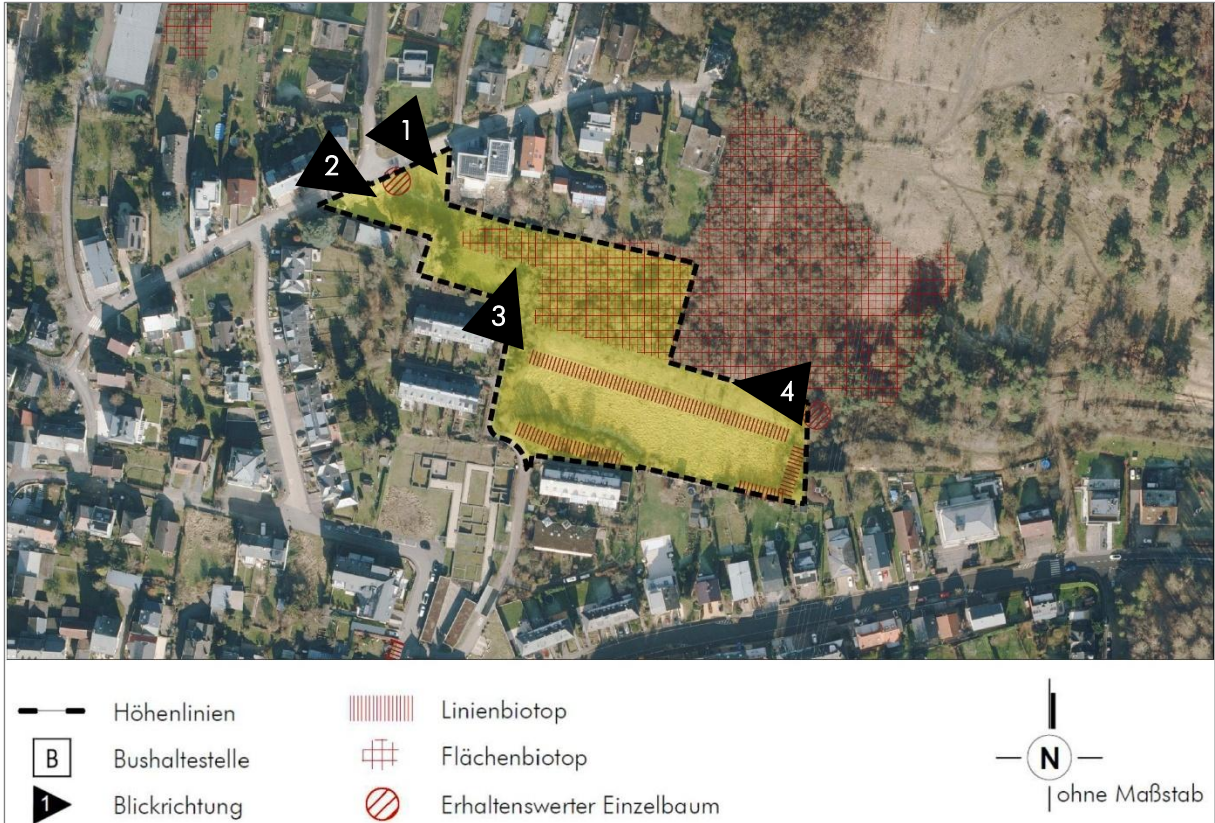 1
2
3
4
Höhenlinien
B Bushaltestelle
1 Blickrichtung
Linienbiotop
Flächenbiotop
Erhaltenswerter Einzelbaum
N
ohne Maßstab